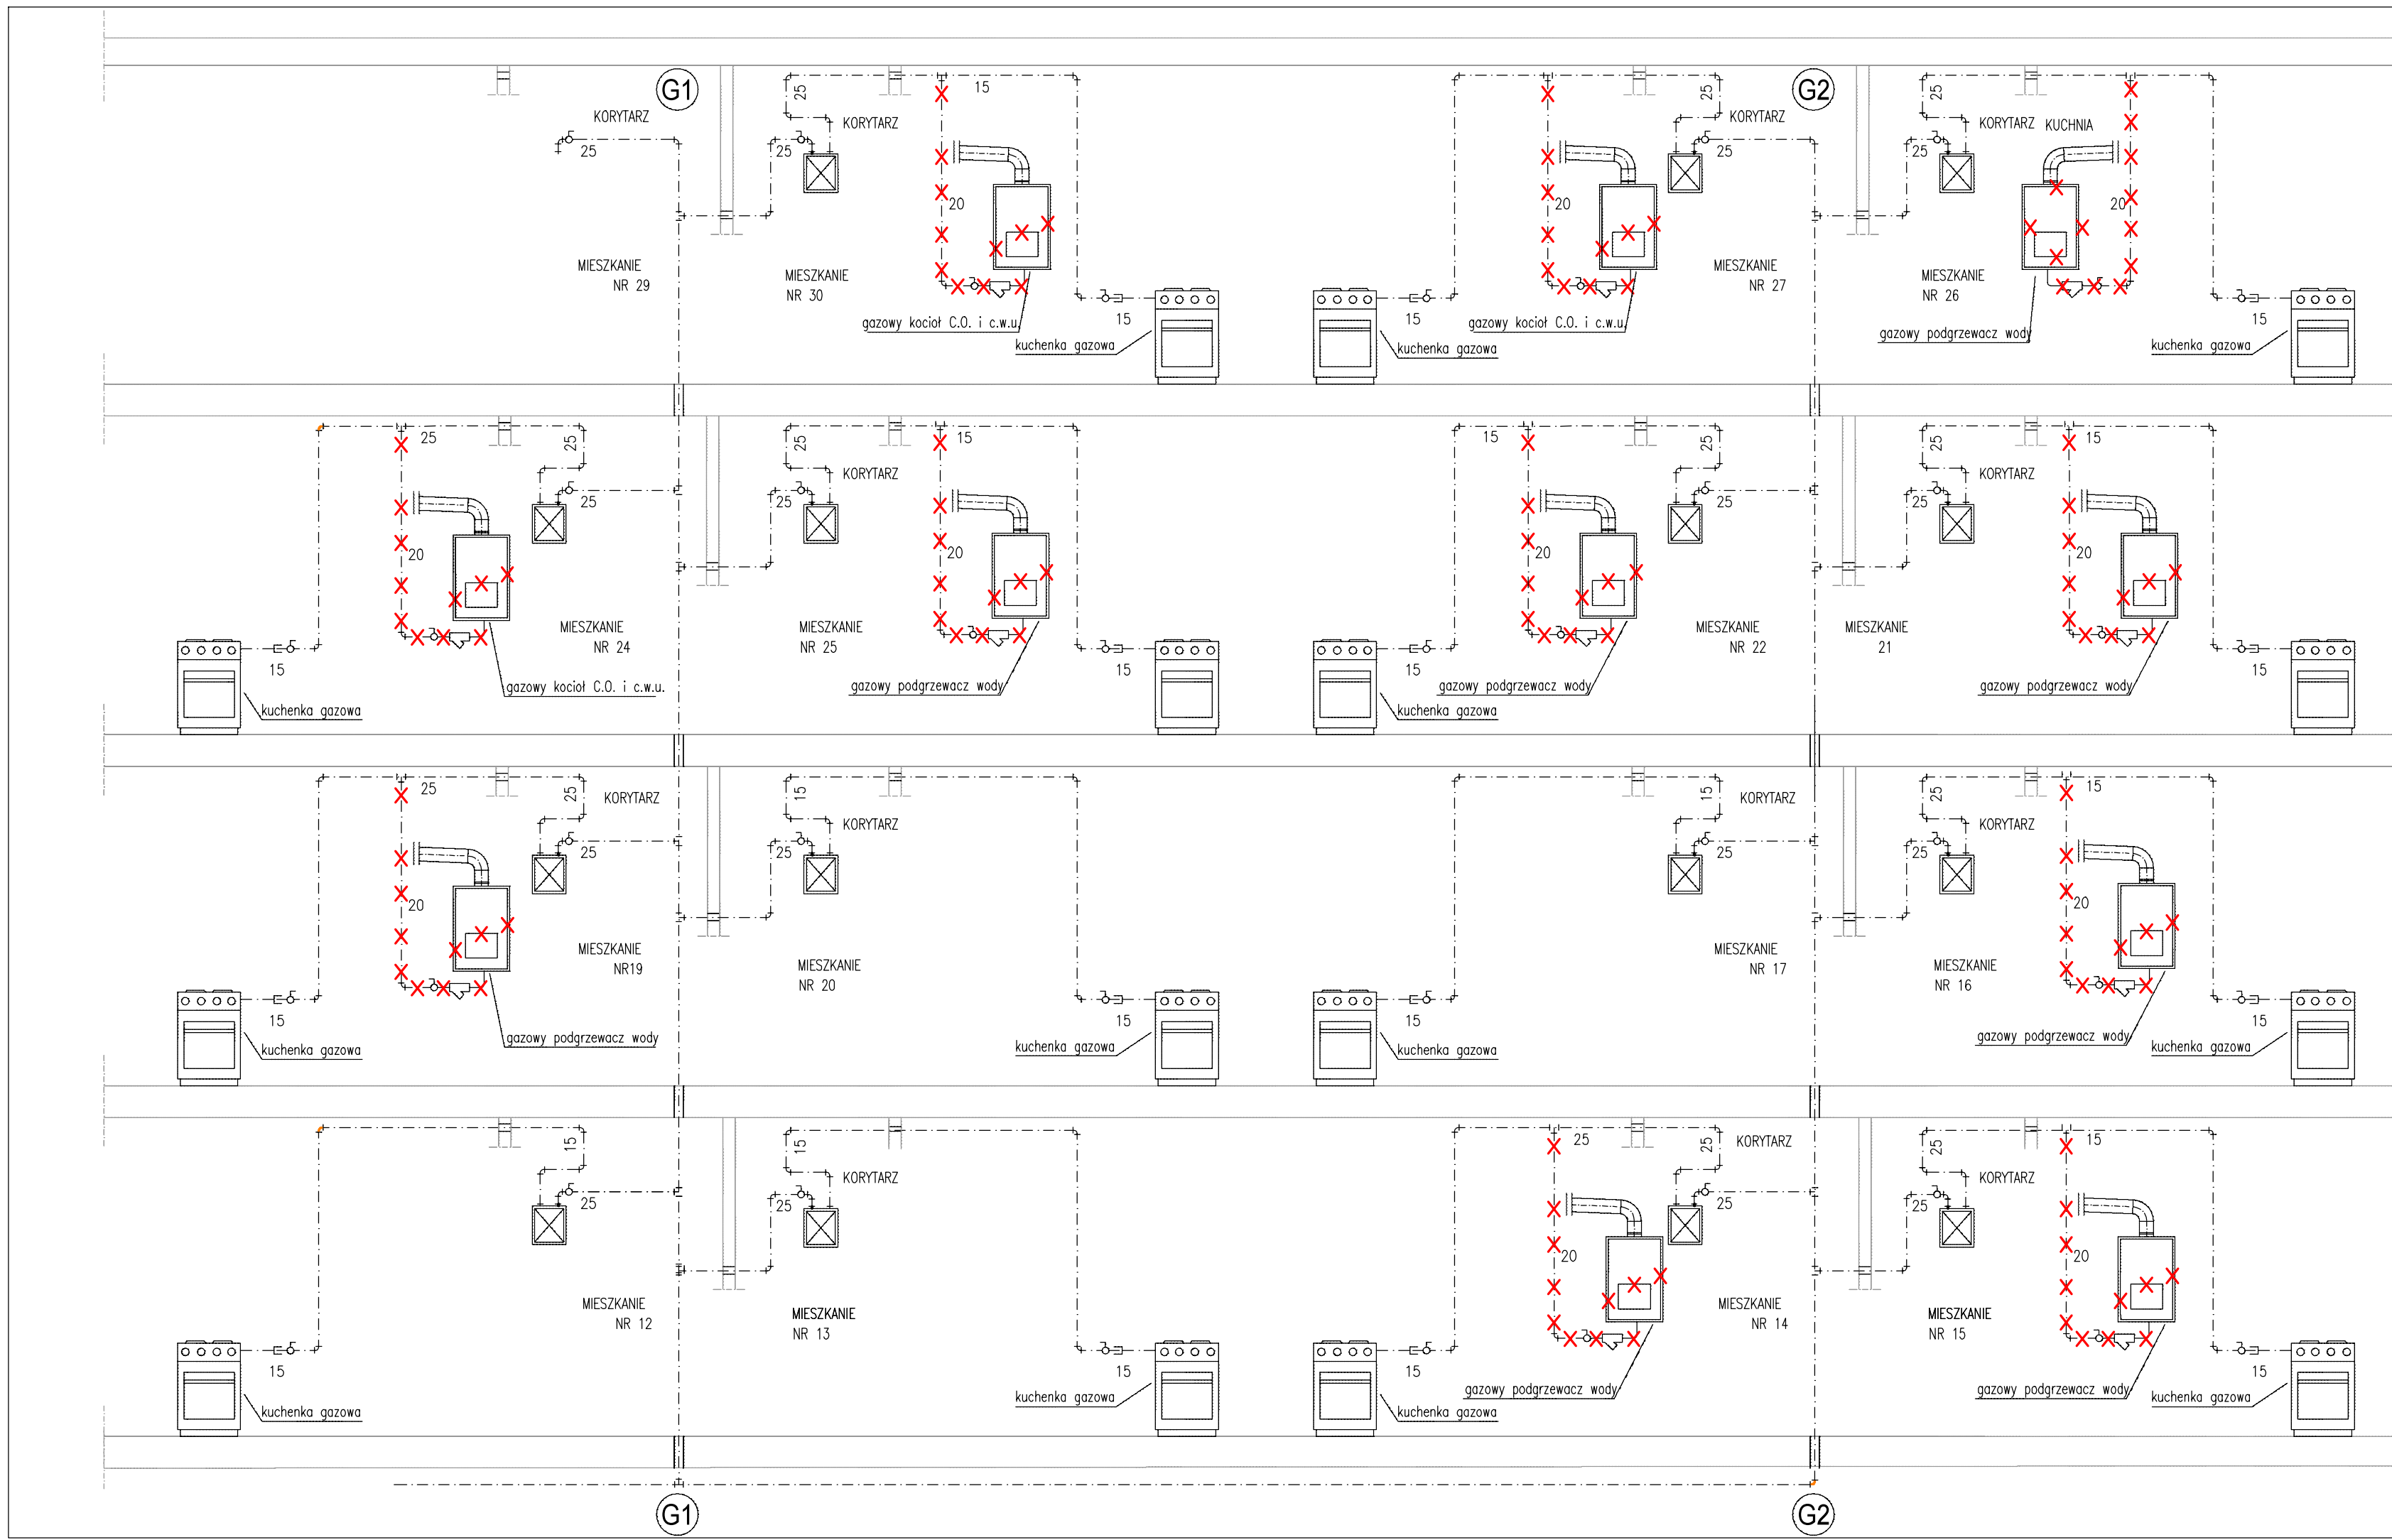 G1
G2
KORYTARZ
25
25
25
KORYTARZ
15
20
MIESZKANIE
NR 29
MIESZKANIE
NR 30
gazowy kocioł C.O. i c.w.u.
kuchenka gazowa
15
25
KORYTARZ
25
20
MIESZKANIE
NR 27
15
gazowy kocioł C.O. i c.w.u.
kuchenka gazowa
25
KORYTARZ
KUCHNIA
25
20
MIESZKANIE
NR 26
15
gazowy podgrzewacz wody
kuchenka gazowa
25
25
25
20
MIESZKANIE
NR 24
15
gazowy kocioł C.O. i c.w.u.
kuchenka gazowa
25
15
KORYTARZ
25
20
MIESZKANIE
NR 25
15
gazowy podgrzewacz wody
15
25
25
20
MIESZKANIE
NR 22
15
gazowy podgrzewacz wody
kuchenka gazowa
25
15
KORYTARZ
25
20
MIESZKANIE
21
15
gazowy podgrzewacz wody
25
25
KORYTARZ
25
20
MIESZKANIE
NR19
15
gazowy podgrzewacz wody
kuchenka gazowa
15
KORYTARZ
25
MIESZKANIE
NR 20
15
kuchenka gazowa
15
KORYTARZ
25
MIESZKANIE
NR 17
15
kuchenka gazowa
25
15
KORYTARZ
25
20
MIESZKANIE
NR 16
15
gazowy podgrzewacz wody
kuchenka gazowa
15
25
MIESZKANIE
NR 12
15
kuchenka gazowa
15
KORYTARZ
25
MIESZKANIE
NR 13
15
kuchenka gazowa
25
25
KORYTARZ
25
20
MIESZKANIE
NR 14
15
gazowy podgrzewacz wody
kuchenka gazowa
25
15
KORYTARZ
25
20
MIESZKANIE
NR 15
15
gazowy podgrzewacz wody
kuchenka gazowa
G1
G2